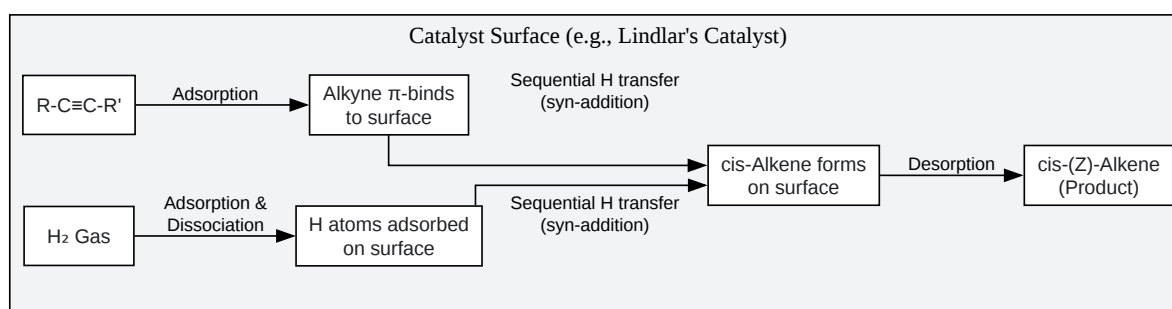 Catalyst Surface (e.g., Lindlar's Catalyst)
R-C≡C-R'
Adsorption
Alkyne π-binds
to surface
Sequential H transfer
(syn-addition)
cis-Alkene forms
on surface
Desorption
cis-(Z)-Alkene
(Product)
H₂ Gas
Adsorption &
Dissociation
H atoms adsorbed
on surface
Sequential H transfer
(syn-addition)